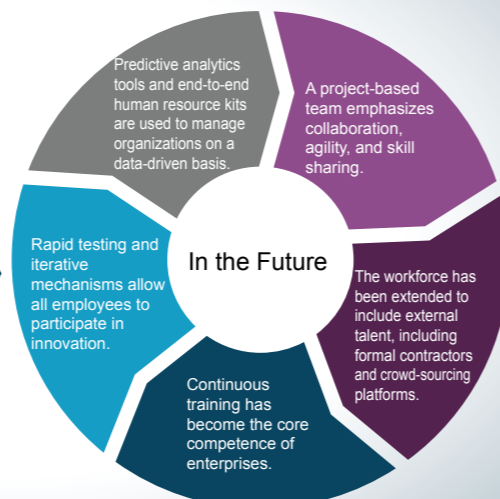 Predictive analytics
tools and end-to-end
human resource kits
are used to manage
organizations on a
data-driven basis.
A project-based
team emphasizes
collaboration,
agility, and skill
sharing.
Rapid testing and
iterative
mechanisms allow
all employees to
participate in
innovation.
In the Future
The workforce has
been extended to
include external
talent, including
formal contractors
and crowd-sourcing
platforms.
Continuous
training has
become the core
competence of
enterprises.